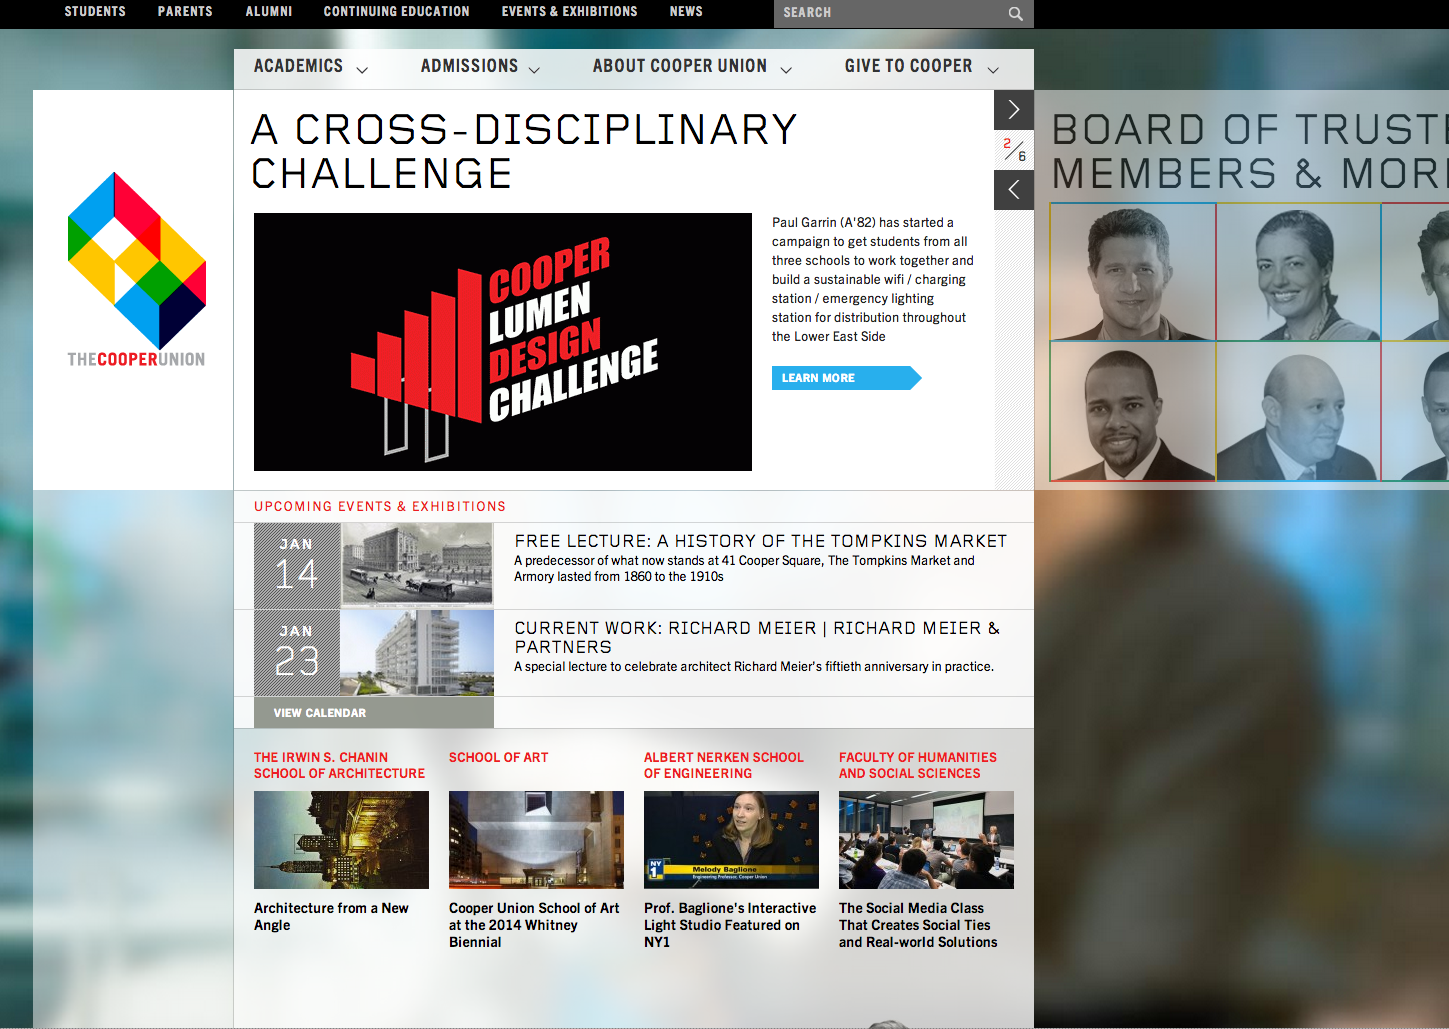 STUDENTS PARENTS ALUMNI CONTINUING EDUCATION EVENTS & EXHIBITIONS NEWS SEARCH
ACADEMICS ADMISSIONS ABOUT COOPER UNION GIVE TO COOPER
THECOOPERUNION
A CROSS-DISCIPLINARY
CHALLENGE
2/6
COOPER
LUMEN
DESIGN
CHALLENGE
Paul Garrin (A'82) has started a
campaign to get students from all
three schools to work together and
build a sustainable wifi / charging
station / emergency lighting
station for distribution throughout
the Lower East Side
LEARN MORE
BOARD OF TRUST
MEMBERS & MOR
UPCOMING EVENTS & EXHIBITIONS
JAN
14
FREE LECTURE: A HISTORY OF THE TOMPKINS MARKET
A predecessor of what now stands at 41 Cooper Square, The Tompkins Market and
Armory lasted from 1860 to the 1910s
JAN
23
CURRENT WORK: RICHARD MEIER | RICHARD MEIER &
PARTNERS
A special lecture to celebrate architect Richard Meier's fiftieth anniversary in practice.
VIEW CALENDAR
THE IRWIN S. CHANIN
SCHOOL OF ARCHITECTURE
Architecture from a New
Angle
SCHOOL OF ART
Cooper Union School of Art
at the 2014 Whitney
Biennial
ALBERT NERKEN SCHOOL
OF ENGINEERING
NY
1
Melody Baglione
Engineering Professor, Cooper Union
Prof. Baglione's Interactive
Light Studio Featured on
NY1
FACULTY OF HUMANITIES
AND SOCIAL SCIENCES
The Social Media Class
That Creates Social Ties
and Real-world Solutions